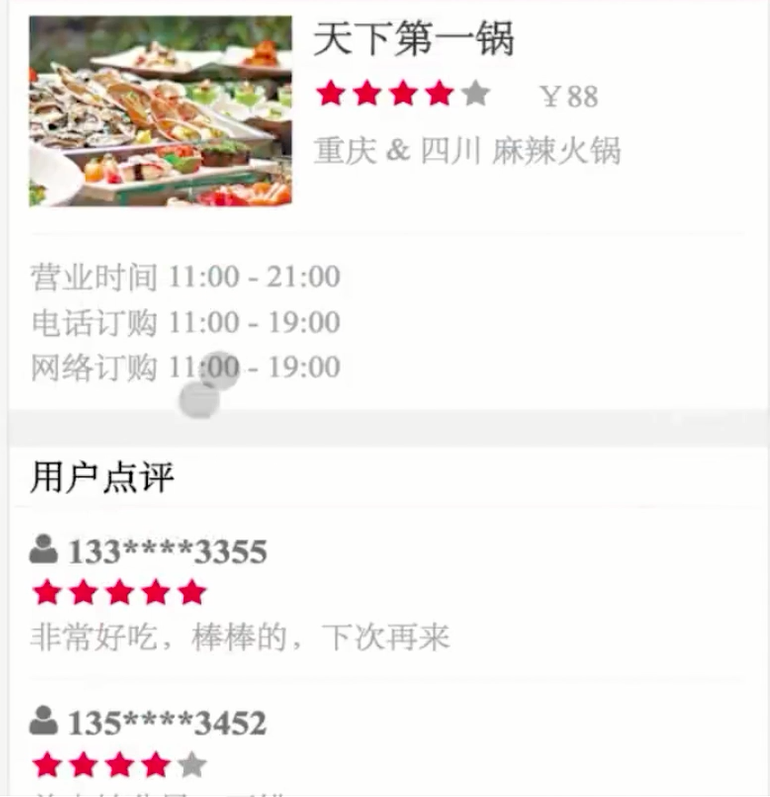 天下第一锅
￥88
重庆 & 四川 麻辣火锅
营业时间 11:00 - 21:00
电话订购 11:00 - 19:00
网络订购 11:00 - 19:00
用户点评
133****3355
非常好吃，棒棒的，下次再来
135****3452